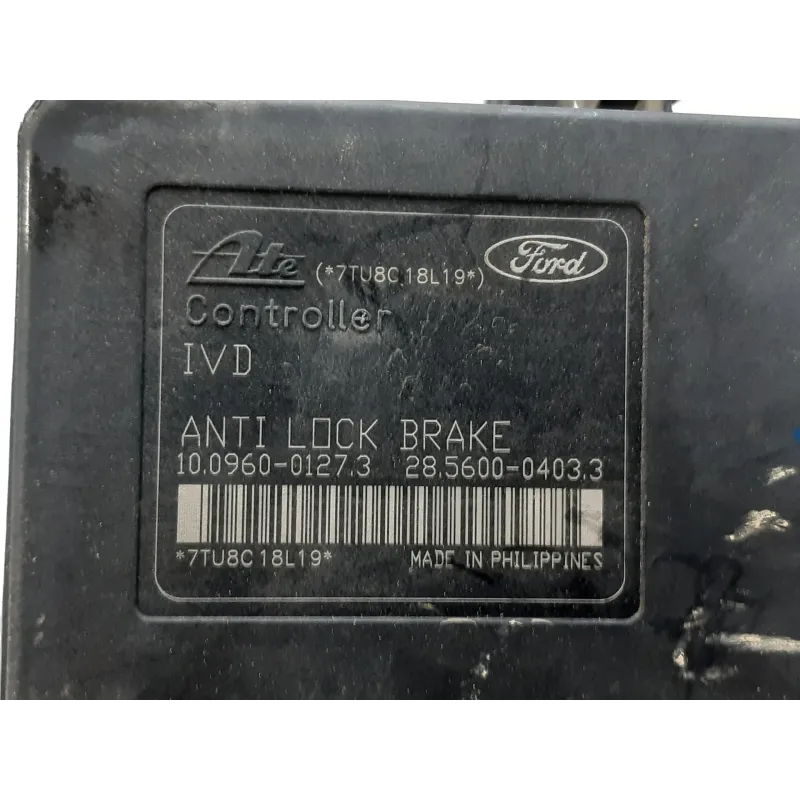 Ate (*7TU8C18L19*) Ford
Controller
IVD
ANTI LOCK BRAKE
10.0960-0127.3 28.5600-0403.3
*7TU8C18L19* MADE IN PHILIPPINES